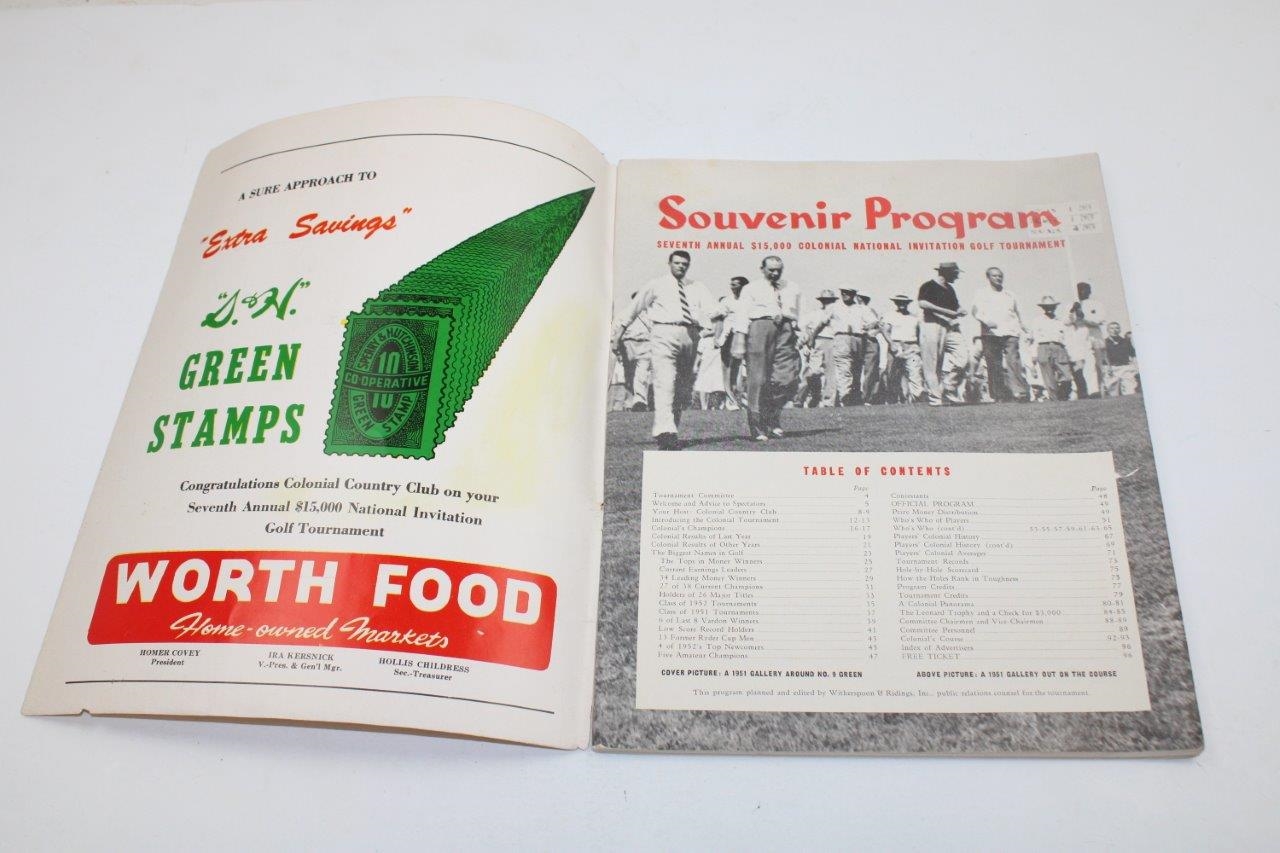 A SURE APPROACH TO
"Extra Savings"
"S. & H."
GREEN
STAMPS
SPERRY & HUTCHINSON
10
CO-OPERATIVE
10
GREEN STAMP
Congratulations Colonial Country Club on your
Seventh Annual $15,000 National Invitation
Golf Tournament
WORTH FOOD
Home-owned Markets
HOMER COVEY
President
IRA KERSNICK
V.-Pres. & Gen'l Mgr.
HOLLIS CHILDRESS
Sec.-Treasurer
Souvenir Program
SEVENTH ANNUAL $15,000 COLONIAL NATIONAL INVITATION GOLF TOURNAMENT
TABLE OF CONTENTS
Page
Tournament Committee 4
Welcome and Advice to Spectators 5
Your Host: Colonial Country Club 8-9
Introducing the Colonial Tournament 12-13
Colonial's Champions 16-17
Colonial Results of Last Year 19
Colonial Results of Other Years 21
The Biggest Names in Golf 23
The Tops in Money Winners 25
Current Earnings Leaders 27
34 Leading Money Winners 29
27 of 38 Current Champions 31
Holders of 26 Major Titles 33
Class of 1952 Tournaments 35
Class of 1951 Tournaments 37
6 of Last 8 Vardon Winners 39
Low Score Record Holders 41
13 Former Ryder Cup Men 43
4 of 1952's Top Newcomers 45
Five Amateur Champions 47
Page
Contestants 48
OFFICIAL PROGRAM 49
Prize Money Distribution 49
Who's Who of Players 51
Who's Who (cont'd) 53-55-57-59-61-63-65
Players' Colonial History 67
Players' Colonial History (cont'd) 69
Players' Colonial Averages 71
Tournament Records 73
Hole-by-Hole Scorecard 75
How the Holes Rank in Toughness 75
Program Credits 77
Tournament Credits 79
A Colonial Panorama 80-81
The Leonard Trophy and a Check for $3,000 84-85
Committee Chairmen and Vice-Chairmen 88-89
Committee Personnel 89
Colonial's Course 92-93
Index of Advertisers 96
FREE TICKET 96
COVER PICTURE: A 1951 GALLERY AROUND NO. 9 GREEN
ABOVE PICTURE: A 1951 GALLERY OUT ON THE COURSE
This program planned and edited by Witherspoon & Ridings, Inc., public relations counsel for the tournament.